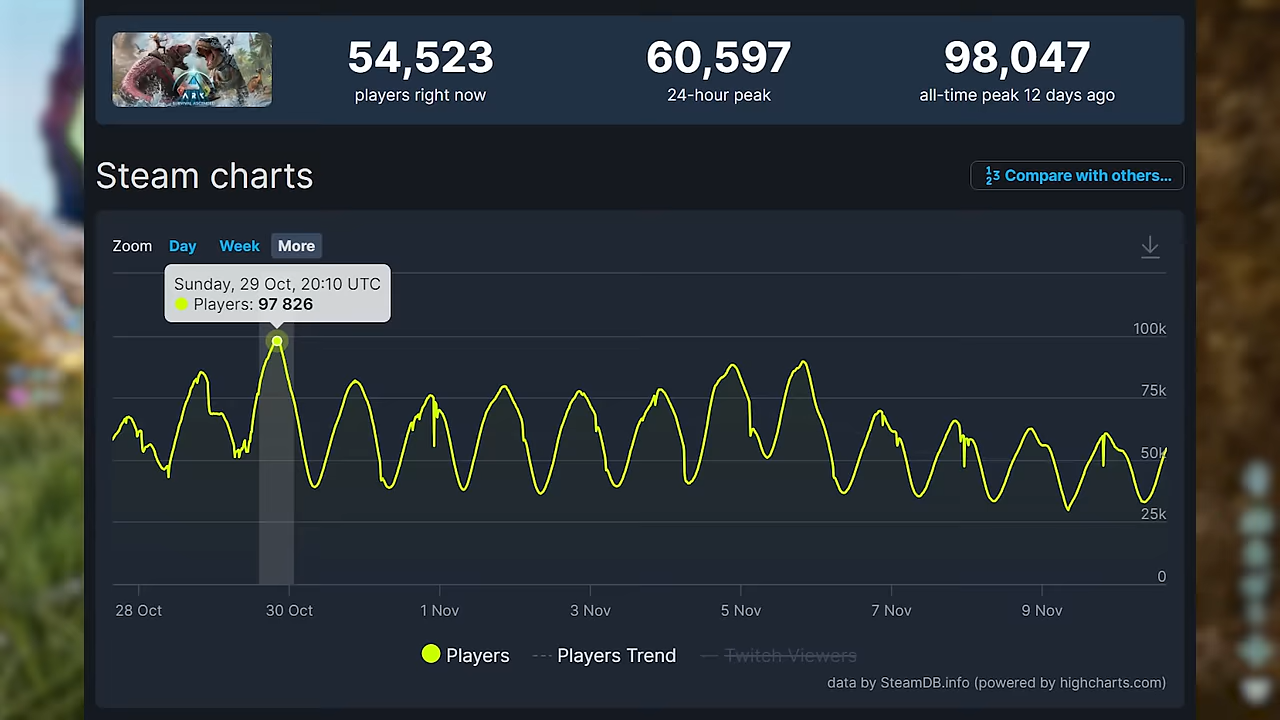 54,523
players right now
60,597
24-hour peak
98,047
all-time peak 12 days ago
ARK
SURVIVAL ASCENDED
Steam charts
Compare with others...
Zoom Day Week More
Sunday, 29 Oct, 20:10 UTC
Players: 97 826
100k
75k
50k
25k
0
28 Oct 30 Oct 1 Nov 3 Nov 5 Nov 7 Nov 9 Nov
Players Players Trend Twitch Viewers
data by SteamDB.info (powered by highcharts.com)